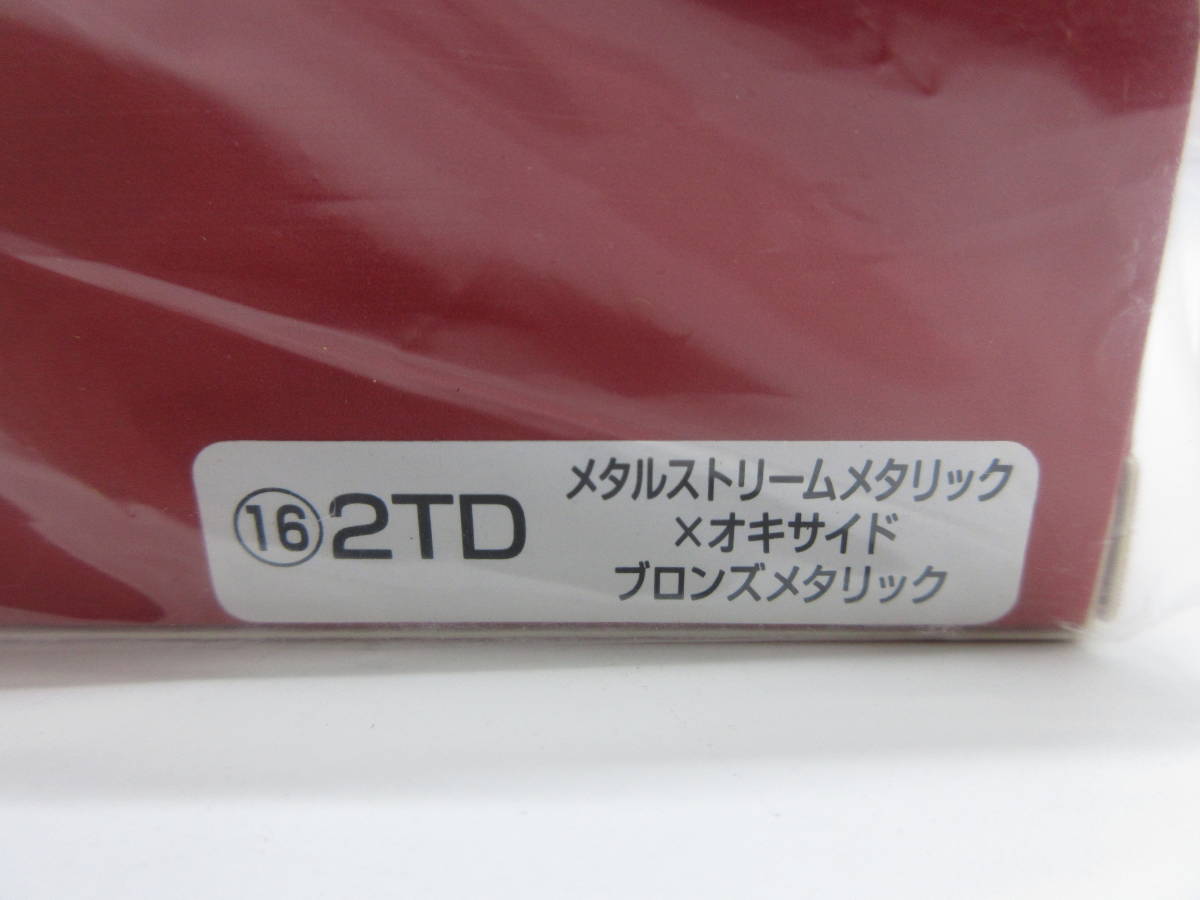 ⑯2TD
メタルストリームメタリック
×オキサイド
ブロンズメタリック